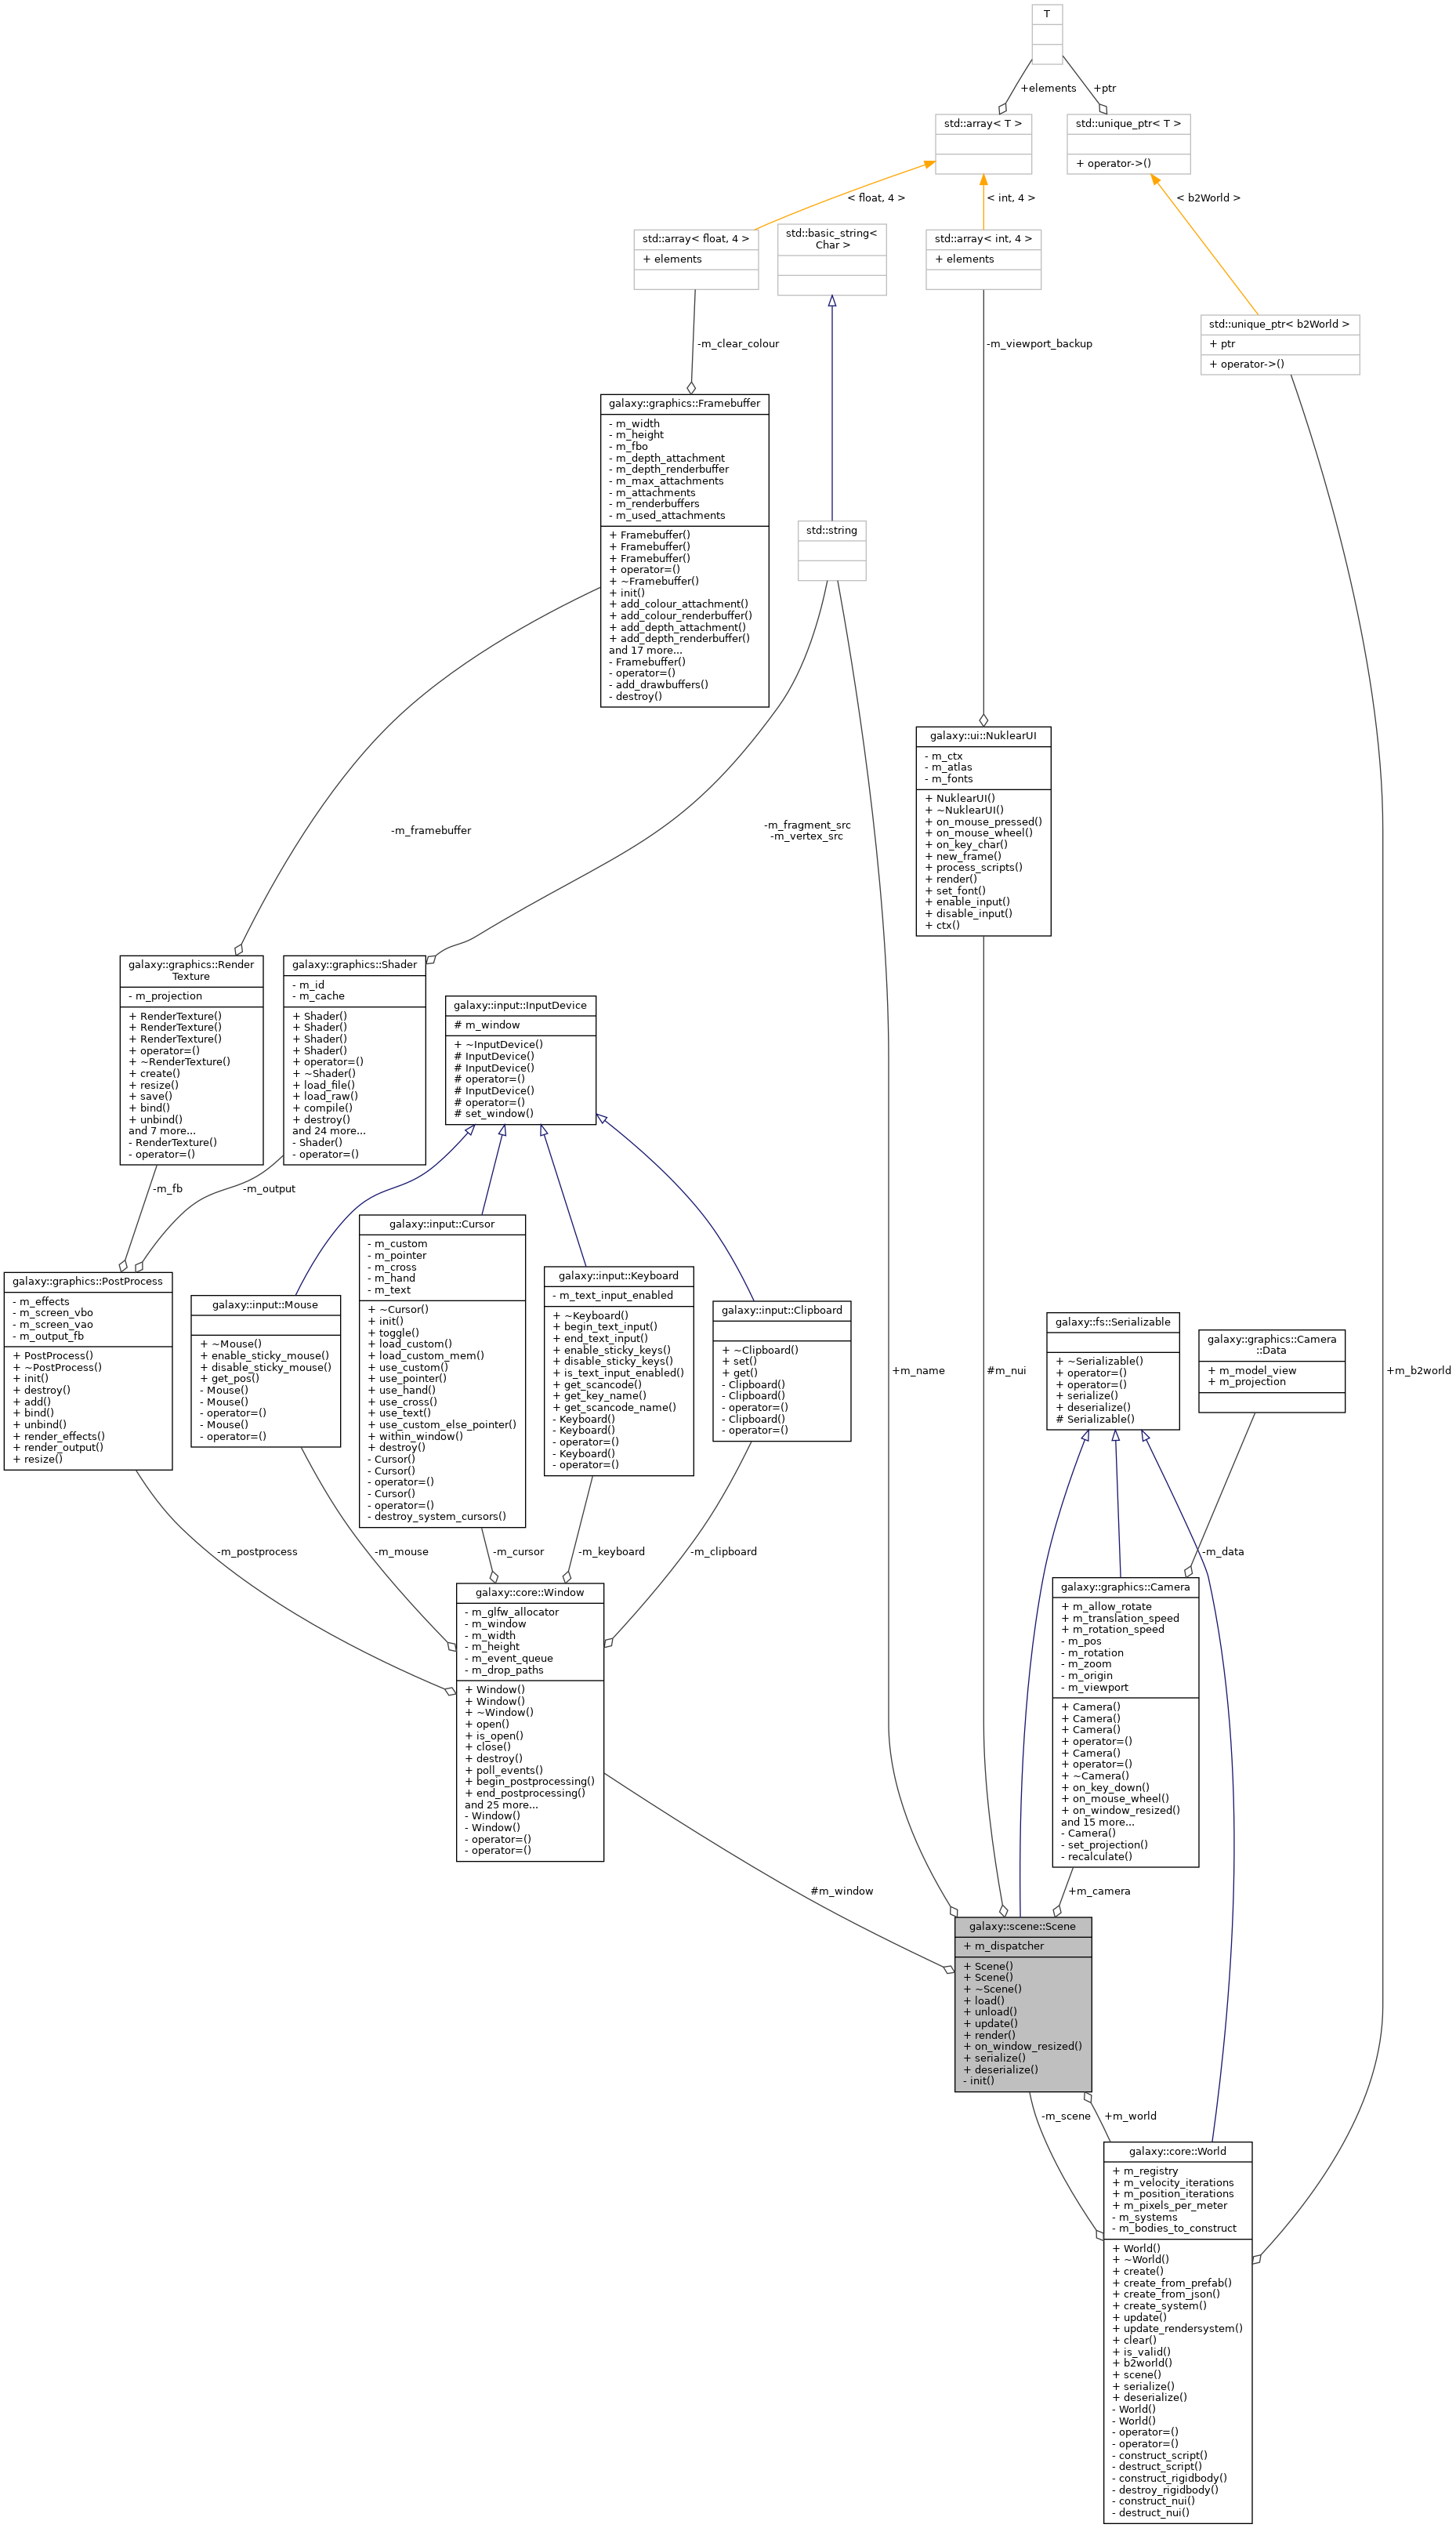 T
+elements
+ptr
std::array< T >
std::unique_ptr< T >
+ operator->()
< float, 4 >
< int, 4 >
< b2World >
std::array< float, 4 >
+ elements
std::basic_string<
Char >
std::array< int, 4 >
+ elements
std::unique_ptr< b2World >
+ ptr
+ operator->()
-m_clear_colour
-m_viewport_backup
galaxy::graphics::Framebuffer
- m_width
- m_height
- m_fbo
- m_depth_attachment
- m_depth_renderbuffer
- m_max_attachments
- m_attachments
- m_renderbuffers
- m_used_attachments
+ Framebuffer()
+ Framebuffer()
+ Framebuffer()
+ operator=()
+ ~Framebuffer()
+ init()
+ add_colour_attachment()
+ add_colour_renderbuffer()
+ add_depth_attachment()
+ add_depth_renderbuffer()
and 17 more...
- Framebuffer()
- operator=()
- add_drawbuffers()
- destroy()
std::string
galaxy::ui::NuklearUI
- m_ctx
- m_atlas
- m_fonts
+ NuklearUI()
+ ~NuklearUI()
+ on_mouse_pressed()
+ on_mouse_wheel()
+ on_key_char()
+ new_frame()
+ process_scripts()
+ render()
+ set_font()
+ enable_input()
+ disable_input()
+ ctx()
-m_framebuffer
-m_fragment_src
-m_vertex_src
galaxy::graphics::Render
Texture
- m_projection
+ RenderTexture()
+ RenderTexture()
+ RenderTexture()
+ operator=()
+ ~RenderTexture()
+ create()
+ resize()
+ save()
+ bind()
+ unbind()
and 7 more...
- RenderTexture()
- operator=()
galaxy::graphics::Shader
- m_id
- m_cache
+ Shader()
+ Shader()
+ Shader()
+ Shader()
+ operator=()
+ ~Shader()
+ load_file()
+ load_raw()
+ compile()
+ destroy()
and 24 more...
- Shader()
- operator=()
galaxy::input::InputDevice
# m_window
+ ~InputDevice()
# InputDevice()
# InputDevice()
# operator=()
# InputDevice()
# operator=()
# set_window()
-m_fb
-m_output
galaxy::graphics::PostProcess
- m_effects
- m_screen_vbo
- m_screen_vao
- m_output_fb
+ PostProcess()
+ ~PostProcess()
+ init()
+ destroy()
+ add()
+ bind()
+ unbind()
+ render_effects()
+ render_output()
+ resize()
galaxy::input::Mouse
+ ~Mouse()
+ enable_sticky_mouse()
+ disable_sticky_mouse()
+ get_pos()
- Mouse()
- Mouse()
- operator=()
- Mouse()
- operator=()
galaxy::input::Cursor
- m_custom
- m_pointer
- m_cross
- m_hand
- m_text
+ ~Cursor()
+ init()
+ toggle()
+ load_custom()
+ load_custom_mem()
+ use_custom()
+ use_pointer()
+ use_hand()
+ use_cross()
+ use_text()
+ use_custom_else_pointer()
+ within_window()
+ destroy()
- Cursor()
- Cursor()
- operator=()
- Cursor()
- operator=()
- destroy_system_cursors()
galaxy::input::Keyboard
- m_text_input_enabled
+ ~Keyboard()
+ begin_text_input()
+ end_text_input()
+ enable_sticky_keys()
+ disable_sticky_keys()
+ is_text_input_enabled()
+ get_scancode()
+ get_key_name()
+ get_scancode_name()
- Keyboard()
- Keyboard()
- operator=()
- Keyboard()
- operator=()
galaxy::input::Clipboard
+ ~Clipboard()
+ set()
+ get()
- Clipboard()
- Clipboard()
- operator=()
- Clipboard()
- operator=()
+m_name
#m_nui
galaxy::fs::Serializable
+ ~Serializable()
+ operator=()
+ operator=()
+ serialize()
+ deserialize()
# Serializable()
galaxy::graphics::Camera
::Data
+ m_model_view
+ m_projection
+m_b2world
-m_postprocess
-m_mouse
-m_cursor
-m_keyboard
-m_clipboard
-m_data
galaxy::core::Window
- m_glfw_allocator
- m_window
- m_width
- m_height
- m_event_queue
- m_drop_paths
+ Window()
+ Window()
+ ~Window()
+ open()
+ is_open()
+ close()
+ destroy()
+ poll_events()
+ begin_postprocessing()
+ end_postprocessing()
and 25 more...
- Window()
- Window()
- operator=()
- operator=()
galaxy::graphics::Camera
+ m_allow_rotate
+ m_translation_speed
+ m_rotation_speed
- m_pos
- m_rotation
- m_zoom
- m_origin
- m_viewport
+ Camera()
+ Camera()
+ Camera()
+ operator=()
+ Camera()
+ operator=()
+ ~Camera()
+ on_key_down()
+ on_mouse_wheel()
+ on_window_resized()
and 15 more...
- Camera()
- set_projection()
- recalculate()
#m_window
+m_camera
galaxy::scene::Scene
+ m_dispatcher
+ Scene()
+ Scene()
+ ~Scene()
+ load()
+ unload()
+ update()
+ render()
+ on_window_resized()
+ serialize()
+ deserialize()
- init()
-m_scene
+m_world
galaxy::core::World
+ m_registry
+ m_velocity_iterations
+ m_position_iterations
+ m_pixels_per_meter
- m_systems
- m_bodies_to_construct
+ World()
+ ~World()
+ create()
+ create_from_prefab()
+ create_from_json()
+ create_system()
+ update()
+ update_rendersystem()
+ clear()
+ is_valid()
+ b2world()
+ scene()
+ serialize()
+ deserialize()
- World()
- World()
- operator=()
- operator=()
- construct_script()
- destruct_script()
- construct_rigidbody()
- destroy_rigidbody()
- construct_nui()
- destruct_nui()